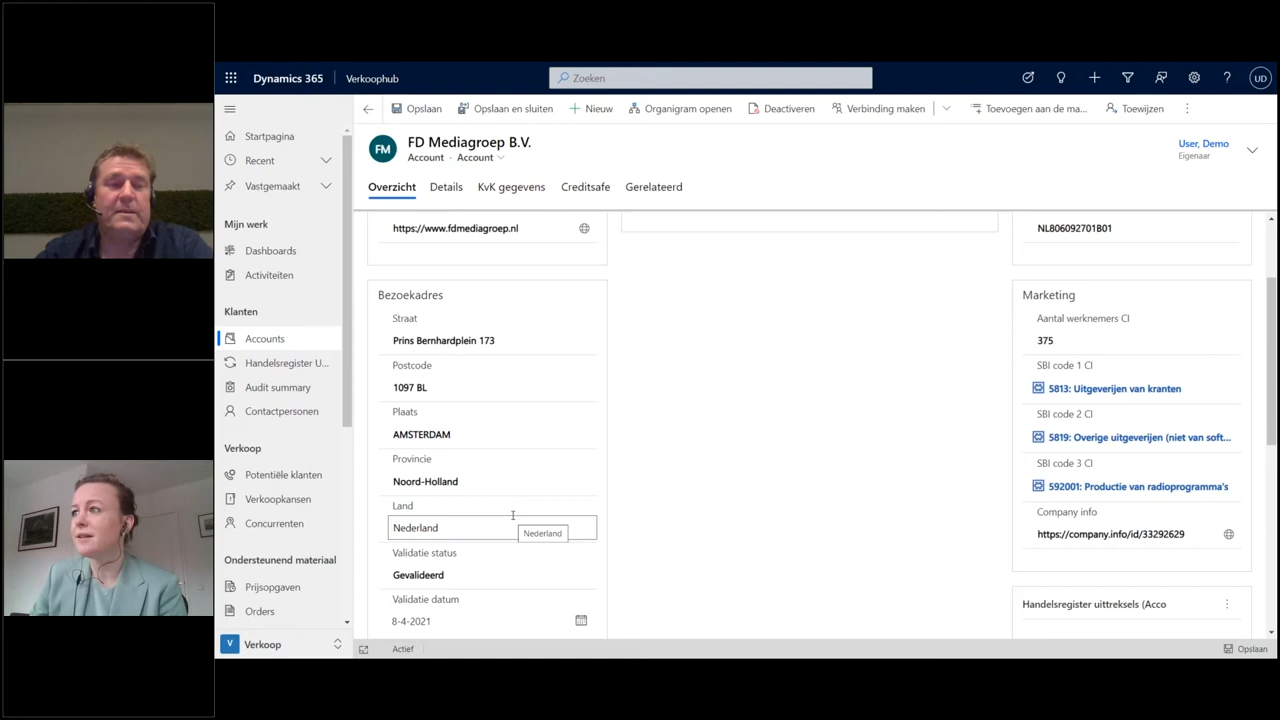 Dynamics 365
Verkoophub
Zoeken
UD
Opslaan
Opslaan en sluiten
Nieuw
Organigram openen
Deactiveren
Verbinding maken
Toevoegen aan de ma...
Toewijzen
FM
FD Mediagroep B.V.
Account · Account
User, Demo
Eigenaar
Overzicht
Details
KvK gegevens
Creditsafe
Gerelateerd
Startpagina
Recent
Vastgemaakt
Mijn werk
Dashboards
Activiteiten
Klanten
Accounts
Handelsregister U...
Audit summary
Contactpersonen
Verkoop
Potentiële klanten
Verkoopkansen
Concurrenten
Ondersteunend materiaal
Prijsopgaven
Orders
V Verkoop
https://www.fdmediagroep.nl
Bezoekadres
Straat
Prins Bernhardplein 173
Postcode
1097 BL
Plaats
AMSTERDAM
Provincie
Noord-Holland
Land
Nederland
Nederland
Validatie status
Gevalideerd
Validatie datum
8-4-2021
NL806092701B01
Marketing
Aantal werknemers CI
375
SBI code 1 CI
5813: Uitgeverijen van kranten
SBI code 2 CI
5819: Overige uitgeverijen (niet van soft...
SBI code 3 CI
592001: Productie van radioprogramma's
Company info
https://company.info/id/33292629
Handelsregister uittreksels (Acco
Actief
Opslaan